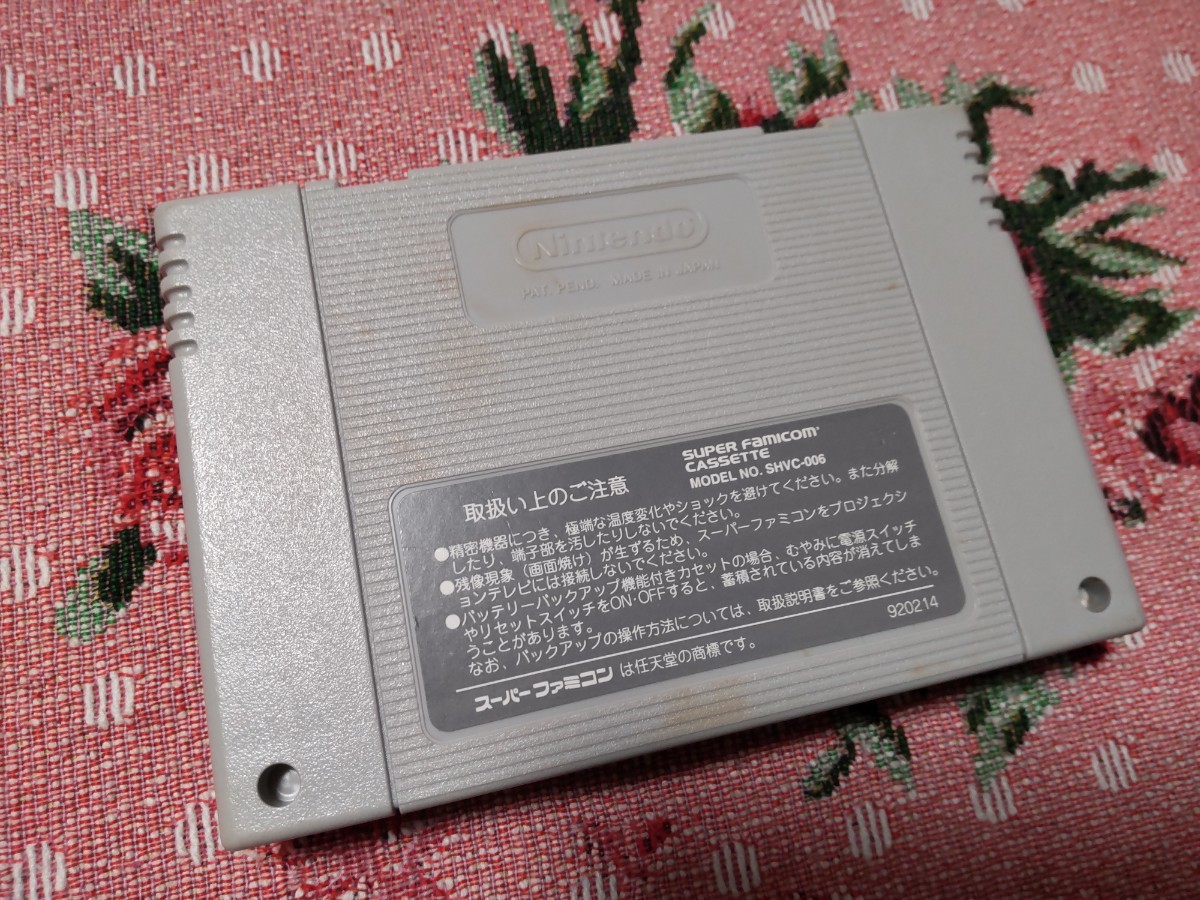 Nintendo
PAT. PEND. MADE IN JAPAN
SUPER FAMICOM
CASSETTE
MODEL NO. SHVC-006
取扱い上のご注意
●精密機器につき、極端な温度変化やショックを避けてください。また分解
したり、端子部を汚したりしないでください。
●残像現象（画面焼け）が生ずるため、スーパーファミコンをプロジェクシ
ョンテレビには接続しないでください。
●バッテリーバックアップ機能付きカセットの場合、むやみに電源スイッチ
やリセットスイッチをON·OFFすると、蓄積されている内容が消えてしま
うことがあります。
なお、バックアップの操作方法については、取扱説明書をご参照ください。
920214
スーパーファミコン は任天堂の商標です。